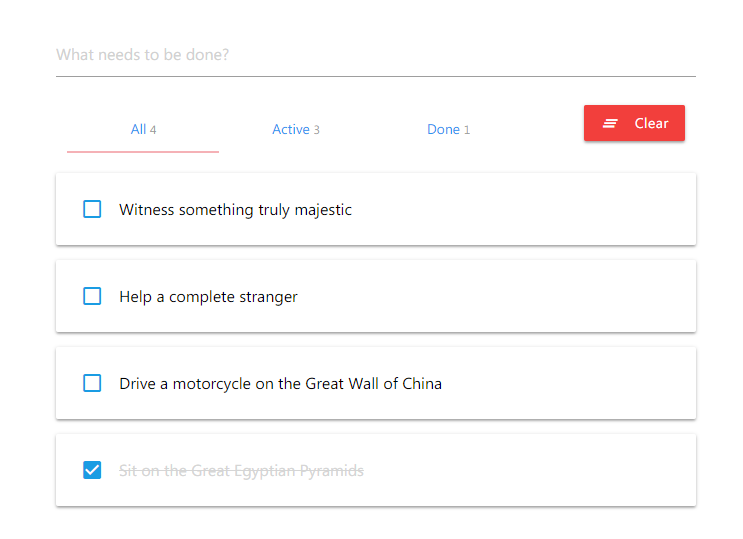 What needs to be done?
All 4 Active 3 Done 1 Clear
Witness something truly majestic
Help a complete stranger
Drive a motorcycle on the Great Wall of China
Sit on the Great Egyptian Pyramids